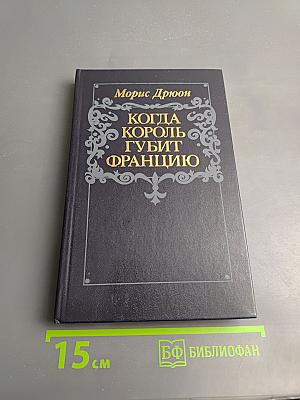 Морис Дрюон
КОГДА
КОРОЛЬ
ГУБИТ
ФРАНЦИЮ
15 см
БФ БИБЛИОФАН